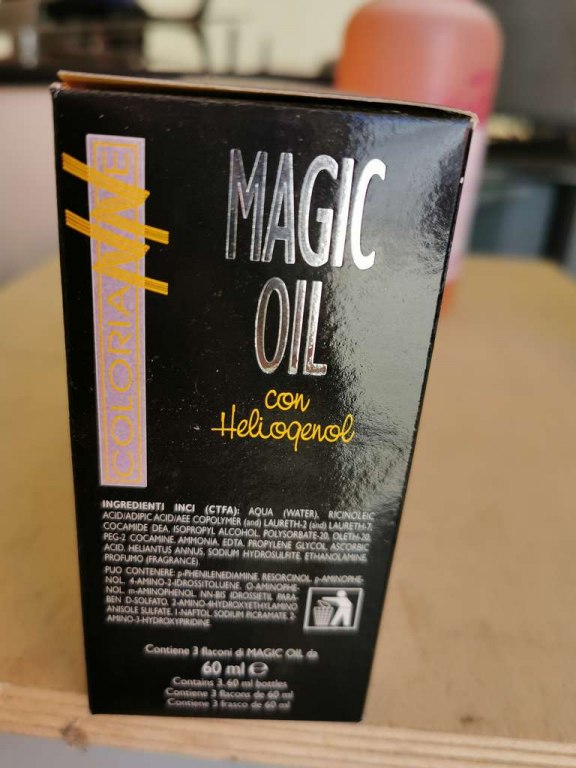 COLORIANNE
MAGIC
OIL
con
Heliogenol
INGREDIENTI INCI (CTFA): AQUA (WATER), RICINOLEIC
ACID/ADIPIC ACID/AEE COPOLYMER (and) LAURETH-2 (and) LAURETH-7,
COCAMIDE DEA, ISOPROPYL ALCOHOL, POLYSORBATE-20, OLETH-20,
PEG-2 COCAMINE, AMMONIA, EDTA, PROPYLENE GLYCOL, ASCORBIC
ACID, HELIANTUS ANNUS, SODIUM HYDROSULFITE, ETHANOLAMINE,
PROFUMO (FRAGRANCE).
PUO CONTENERE: p-PHENILENEDIAMINE, RESORCINOL, p-AMINOPHE-
NOL, 4-AMINO-2-IDROSSITOLUENE, O-AMINOPHE-
NOL, m-AMINOPHENOL, NN-BIS IDROSSIETIL PARA-
BEN D-SOLFATO, 2-AMINO-4HYDROXYETHYLAMINO
ANISOLE SULFATE, 1-NAFTOL, SODIUM PICRAMATE, 2-
AMINO-3-HYDROXYPIRIDINE.
Contiene 3 flaconi di MAGIC OIL da
60 ml ℮
Contains 3, 60 ml bottles
Contiene 3 flacons de 60 ml
Contiene 3 frasco de 60 ml